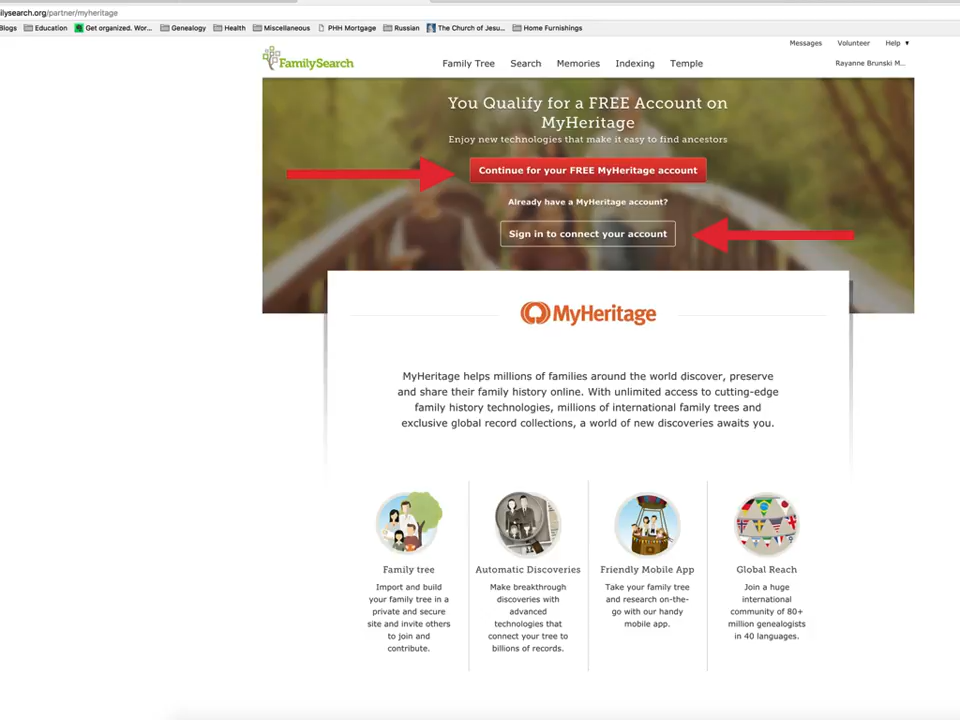 ilysearch.org/partner/myheritage
Blogs Education Get organized. Wor... Genealogy Health Miscellaneous PHH Mortgage Russian The Church of Jesu... Home Furnishings
Messages Volunteer Help
FamilySearch Family Tree Search Memories Indexing Temple Rayanne Brunski M...
You Qualify for a FREE Account on
MyHeritage
Enjoy new technologies that make it easy to find ancestors
Continue for your FREE MyHeritage account
Already have a MyHeritage account?
Sign in to connect your account
MyHeritage
MyHeritage helps millions of families around the world discover, preserve
and share their family history online. With unlimited access to cutting-edge
family history technologies, millions of international family trees and
exclusive global record collections, a world of new discoveries awaits you.
Family tree
Import and build
your family tree in a
private and secure
site and invite others
to join and
contribute.
Automatic Discoveries
Make breakthrough
discoveries with
advanced
technologies that
connect your tree to
billions of records.
Friendly Mobile App
Take your family tree
and research on-the-
go with our handy
mobile app.
Global Reach
Join a huge
international
community of 80+
million genealogists
in 40 languages.